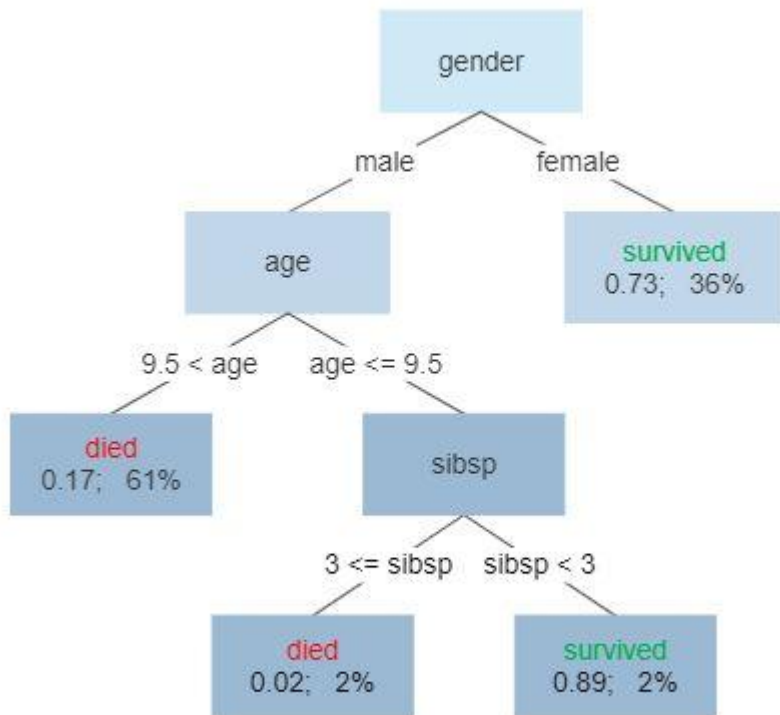 gender
male
female
age
survived
0.73; 36%
9.5 < age
age <= 9.5
died
0.17; 61%
sibsp
3 <= sibsp
sibsp < 3
died
0.02; 2%
survived
0.89; 2%